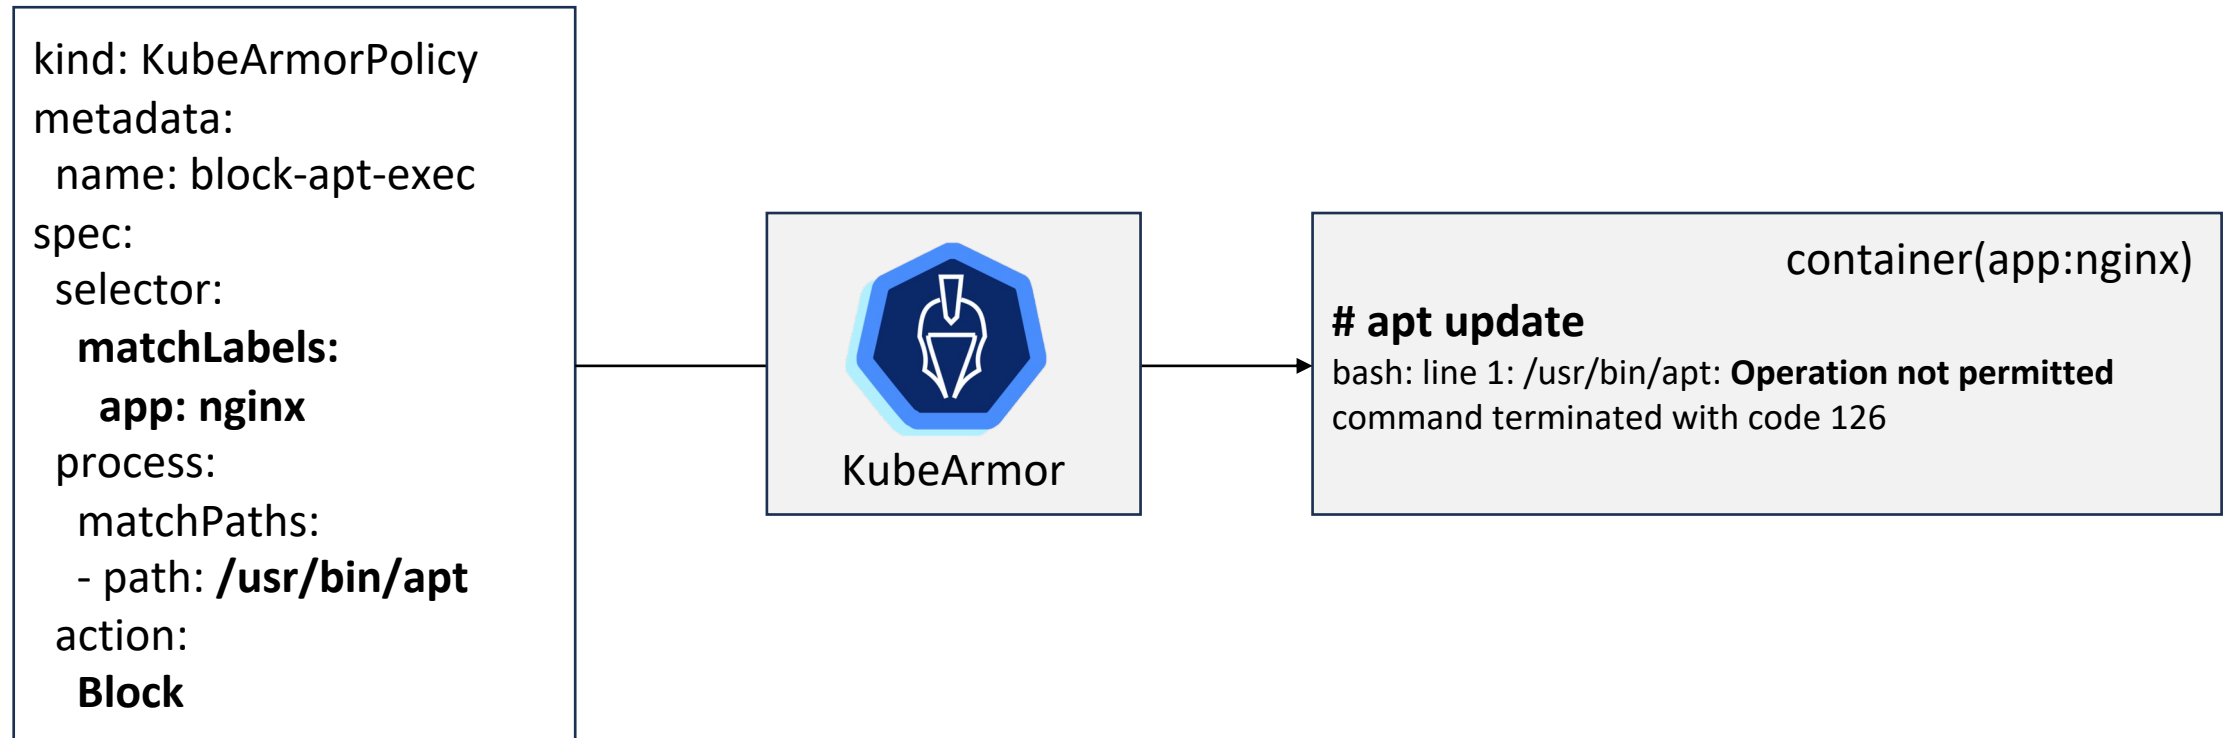 kind: KubeArmorPolicy
metadata:
name: block-apt-exec
spec:
selector:
matchLabels:
app: nginx
process:
matchPaths:
- path: /usr/bin/apt
action:
Block
KubeArmor
container(app:nginx)
# apt update
bash: line 1: /usr/bin/apt: Operation not permitted
command terminated with code 126